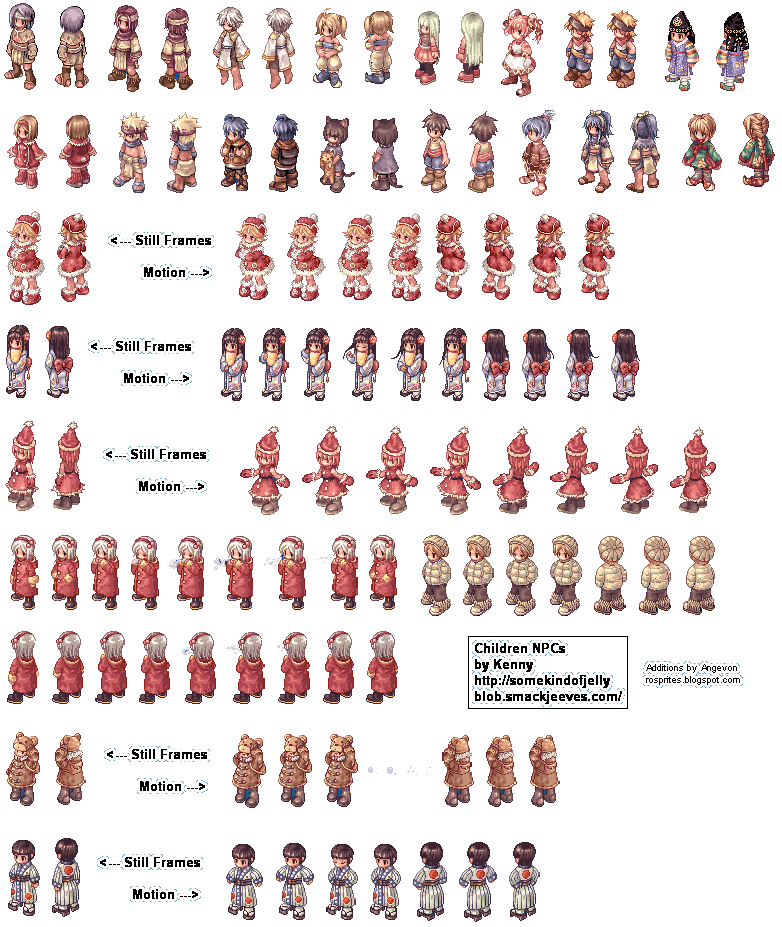 <--- Still Frames
Motion --->
<--- Still Frames
Motion --->
<--- Still Frames
Motion --->
Children NPCs
by Kenny
http://somekindofjelly
blob.smackjeeves.com/
Additions by Angevon
rosprites.blogspot.com
<--- Still Frames
Motion --->
<--- Still Frames
Motion --->